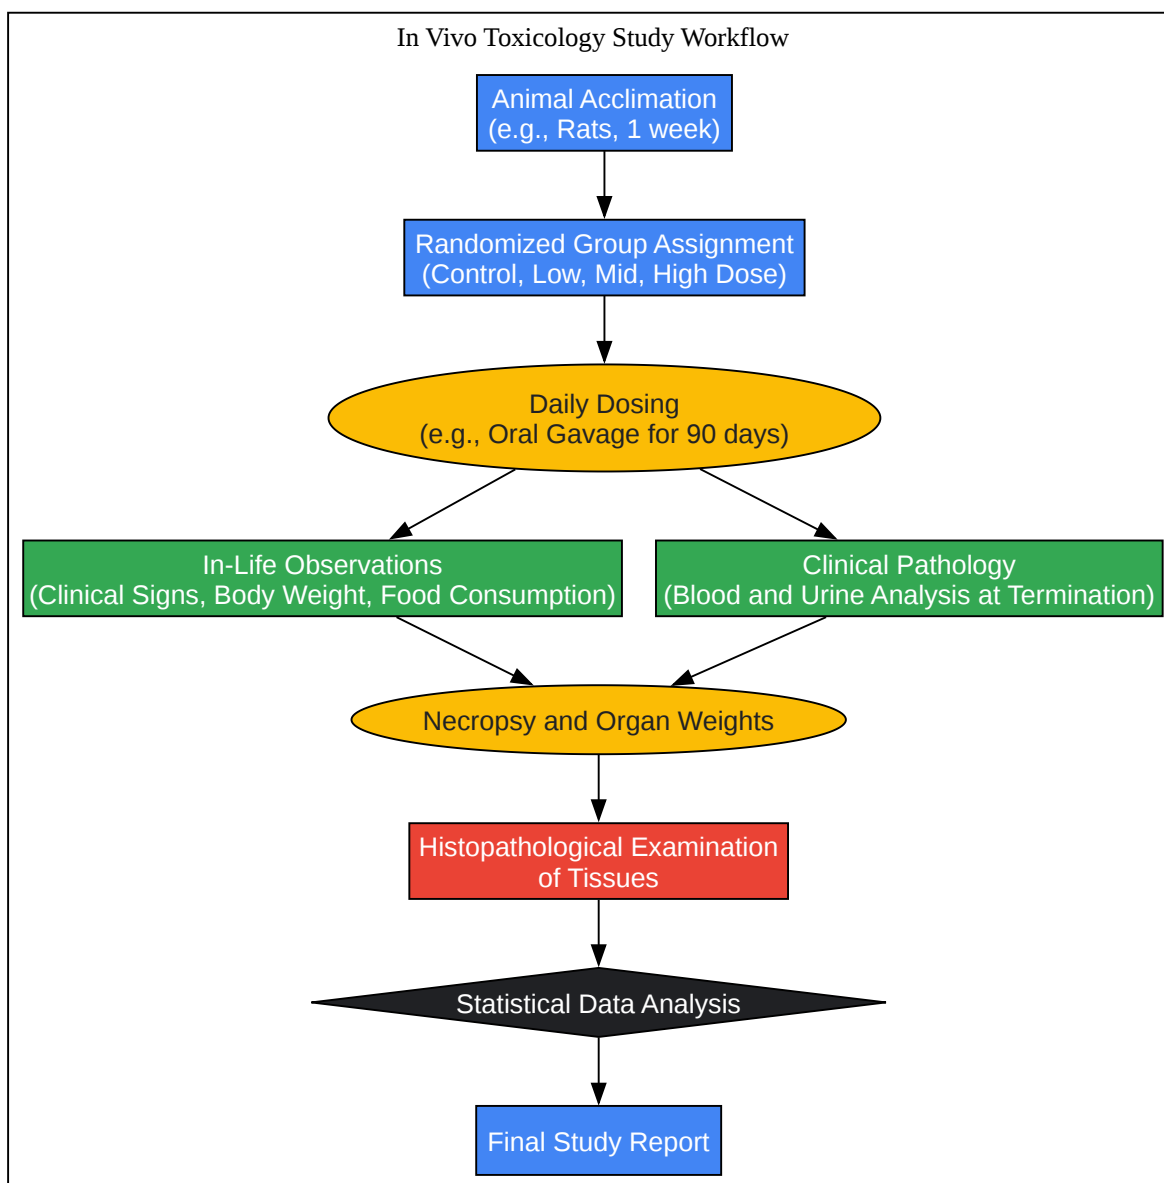 In Vivo Toxicology Study Workflow
Animal Acclimation
(e.g., Rats, 1 week)
Randomized Group Assignment
(Control, Low, Mid, High Dose)
Daily Dosing
(e.g., Oral Gavage for 90 days)
In-Life Observations
(Clinical Signs, Body Weight, Food Consumption)
Clinical Pathology
(Blood and Urine Analysis at Termination)
Necropsy and Organ Weights
Histopathological Examination
of Tissues
Statistical Data Analysis
Final Study Report